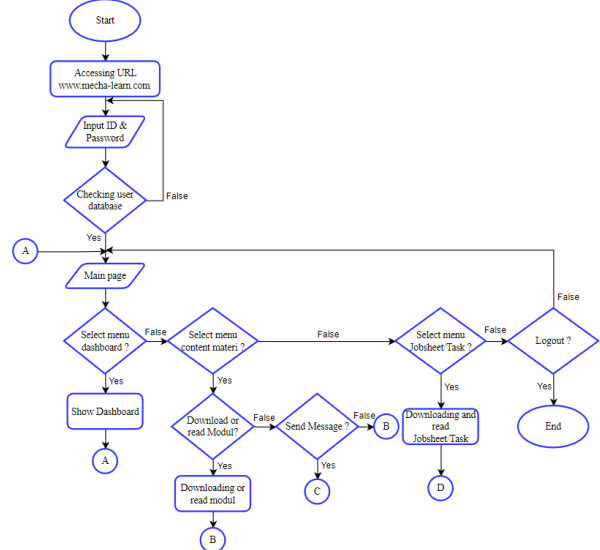 Start
Accessing URL
www.mecha-learn.com
Input ID &
Password
Checking user
database
False
Yes
A
Main page
False
Select menu
dashboard ?
False
Select menu
content materi ?
False
Select menu
Jobsheet/Task ?
False
Logout ?
Yes
Yes
Yes
Yes
Show Dashboard
Download or
read Modul?
False
Send Message ?
False
B
Downloading and
read
Jobsheet/Task
End
A
Yes
Yes
Downloading or
read modul
C
D
B